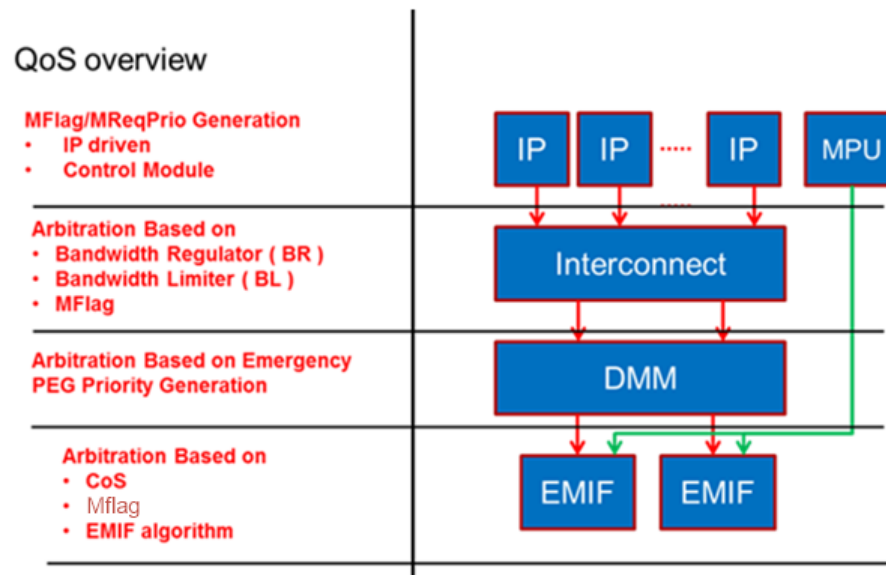 QoS overview
MFlag/MReqPrio Generation
• IP driven
• Control Module
IP IP ..... IP MPU
.....
Arbitration Based on
• Bandwidth Regulator ( BR )
• Bandwidth Limiter ( BL )
• MFlag
Interconnect
Arbitration Based on Emergency
PEG Priority Generation
DMM
Arbitration Based on
• CoS
• Mflag
• EMIF algorithm
EMIF EMIF